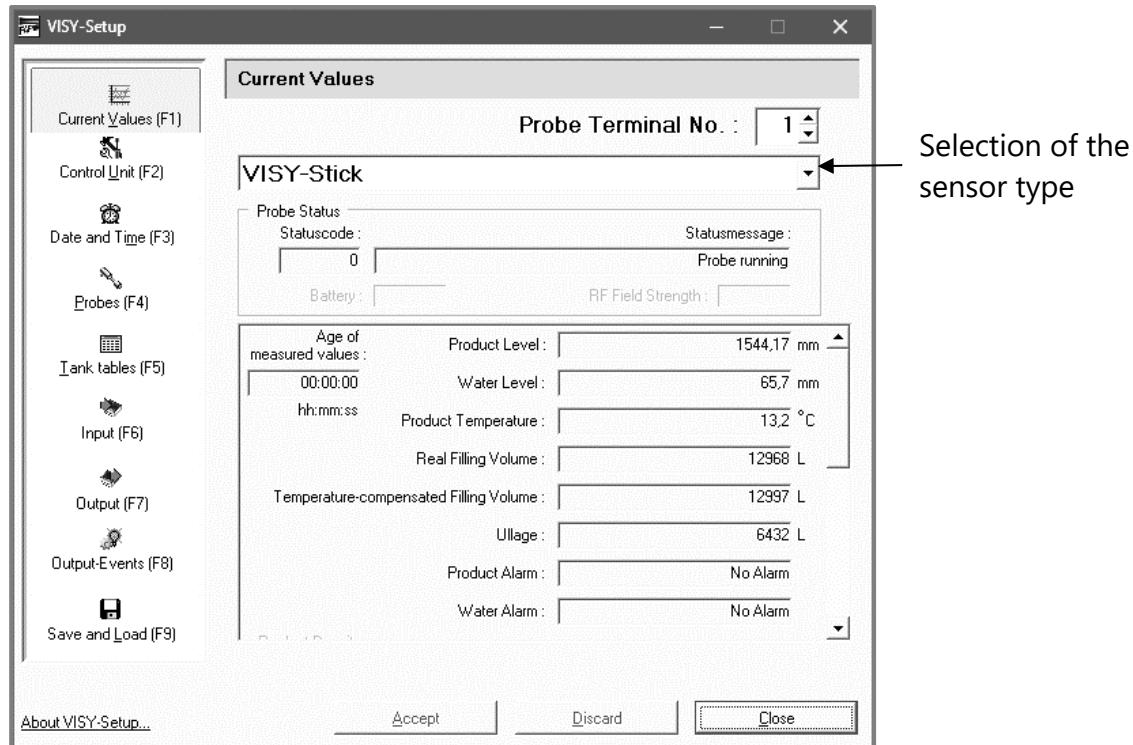 VISY-Setup
Current Values (F1)
Control Unit (F2)
Date and Time (F3)
Probes (F4)
Tank tables (F5)
Input (F6)
Output (F7)
Output-Events (F8)
Save and Load (F9)
About VISY-Setup...
Current Values
Probe Terminal No. : 1
VISY-Stick
Probe Status
Statuscode : Statusmessage :
0 Probe running
Battery : RF Field Strength :
Age of
measured values :
00:00:00
hh:mm:ss
Product Level : 1544,17 mm
Water Level : 65,7 mm
Product Temperature : 13,2 °C
Real Filling Volume : 12968 L
Temperature-compensated Filling Volume : 12997 L
Ullage : 6432 L
Product Alarm : No Alarm
Water Alarm : No Alarm
Accept Discard Close
Selection of the
sensor type